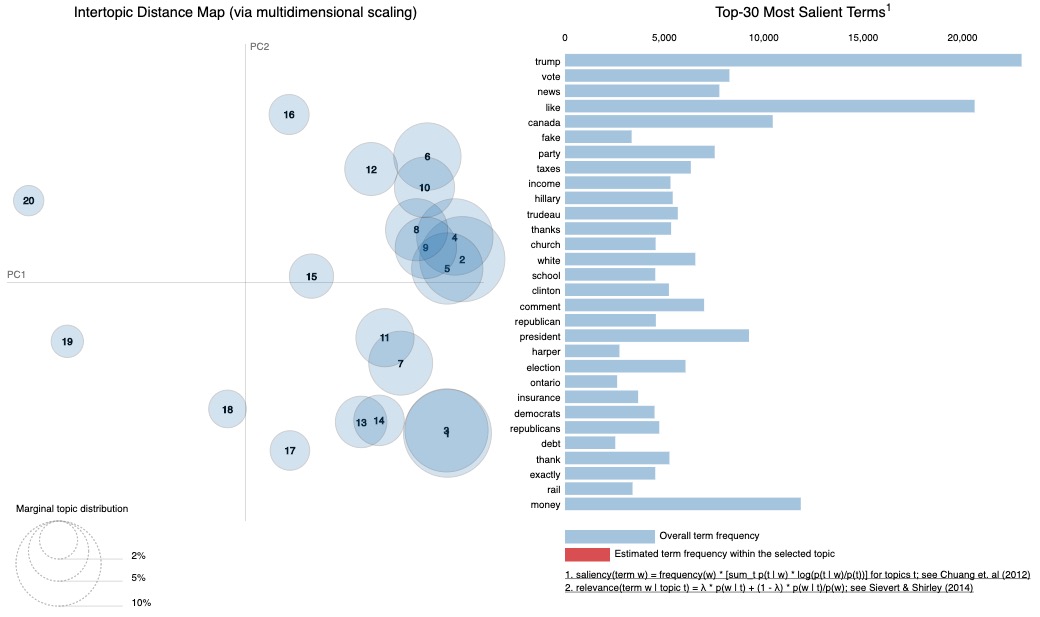 Intertopic Distance Map (via multidimensional scaling)
PC2
PC1
16
6
12
10
20
8
4
9
2
5
15
11
19
7
18
13
14
3
1
17
Marginal topic distribution
2%
5%
10%
Top-30 Most Salient Terms1
0
5,000
10,000
15,000
20,000
trump
vote
news
like
canada
fake
party
taxes
income
hillary
trudeau
thanks
church
white
school
clinton
comment
republican
president
harper
election
ontario
insurance
democrats
republicans
debt
thank
exactly
rail
money
Overall term frequency
Estimated term frequency within the selected topic
1. saliency(term w) = frequency(w) * [sum_t p(t | w) * log(p(t | w)/p(t))] for topics t; see Chuang et. al (2012)
2. relevance(term w | topic t) = λ * p(w | t) + (1 - λ) * p(w | t)/p(w); see Sievert & Shirley (2014)